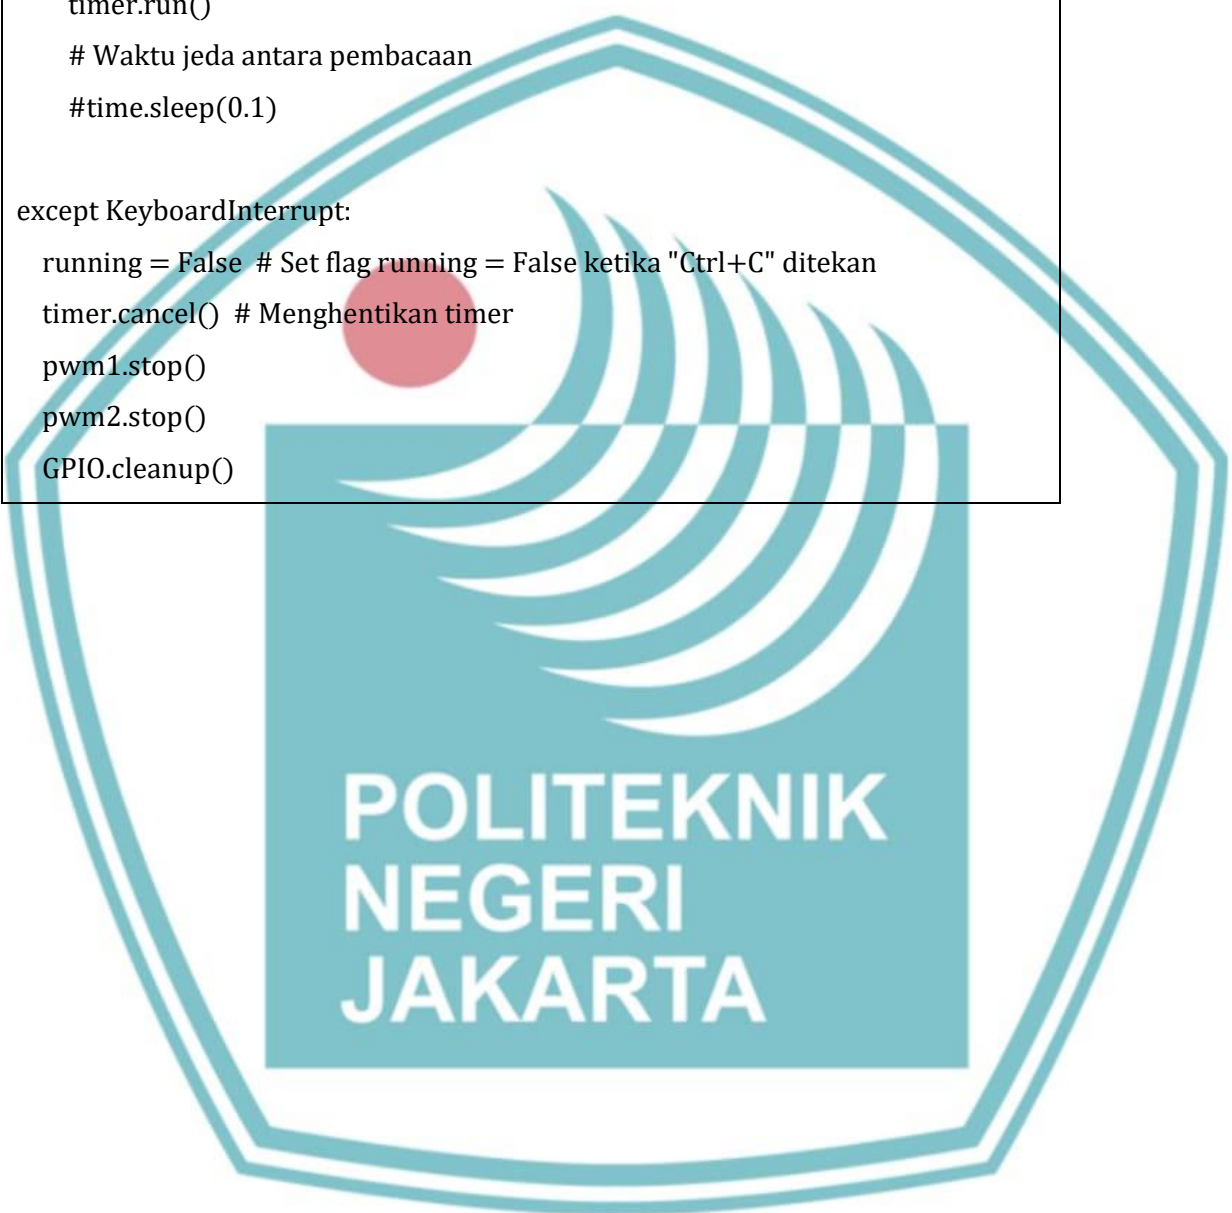 timer.run()
# Waktu jeda antara pembacaan
#time.sleep(0.1)
except KeyboardInterrupt:
running = False # Set flag running = False ketika "Ctrl+C" ditekan
timer.cancel() # Menghentikan timer
pwm1.stop()
pwm2.stop()
GPIO.cleanup()
POLITEKNIK
NEGERI
JAKARTA